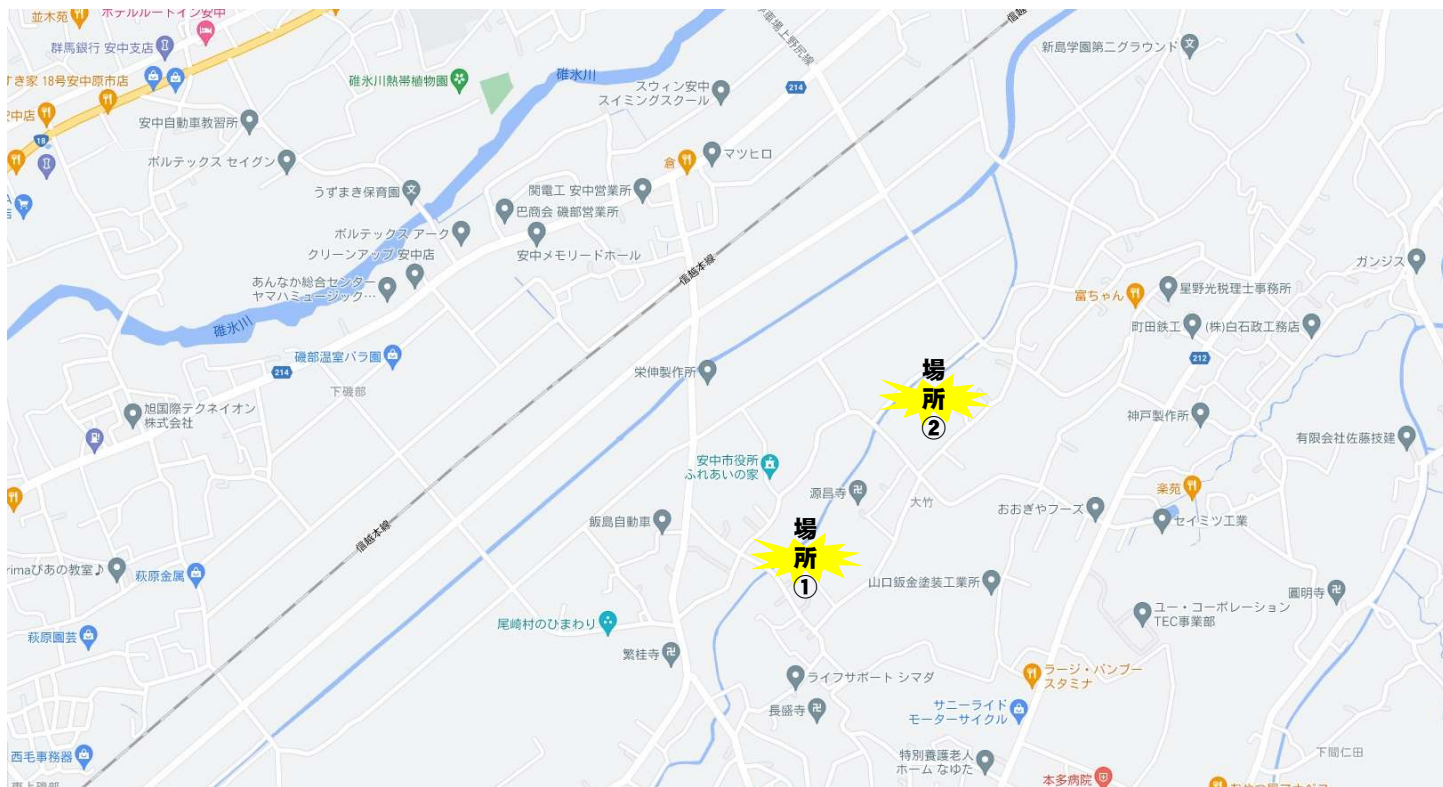 並木苑
ホテルルートイン安中
群馬銀行 安中支店
すき家 18号安中原市店
安中店
18
安中自動車教習所
ボルテックス セイグン
碓氷川熱帯植物園
碓氷川
スウィン安中
スイミングスクール
214
新島学園第二グラウンド
うずまき保育園
倉
マツヒロ
関電工 安中営業所
巴商会 磯部営業所
ボルテックス アーク
クリーンアップ 安中店
安中メモリードホール
あんなか総合センター
ヤマハミュージック…
信越本線
碓氷川
ガンジス
星野光税理士事務所
富ちゃん
町田鉄工
(株)白石政工務店
磯部温室バラ園
214
下磯部
栄伸製作所
212
場所②
旭国際テクネイオン
株式会社
神戸製作所
有限会社佐藤技建
安中市役所
ふれあいの家
源昌寺
大竹
楽苑
おおぎやフーズ
セイミツ工業
飯島自動車
場所①
信越本線
rimaぴあの教室♪
萩原金属
山口鈑金塗装工業所
圓明寺
ユー・コーポレーション
TEC事業部
尾崎村のひまわり
萩原園芸
繁桂寺
ライフサポート シマダ
ラージ・バンブー
スタミナ
長盛寺
サニーライド
モーターサイクル
西毛事務器
特別養護老人
ホーム なゆた
下間仁田
本多病院